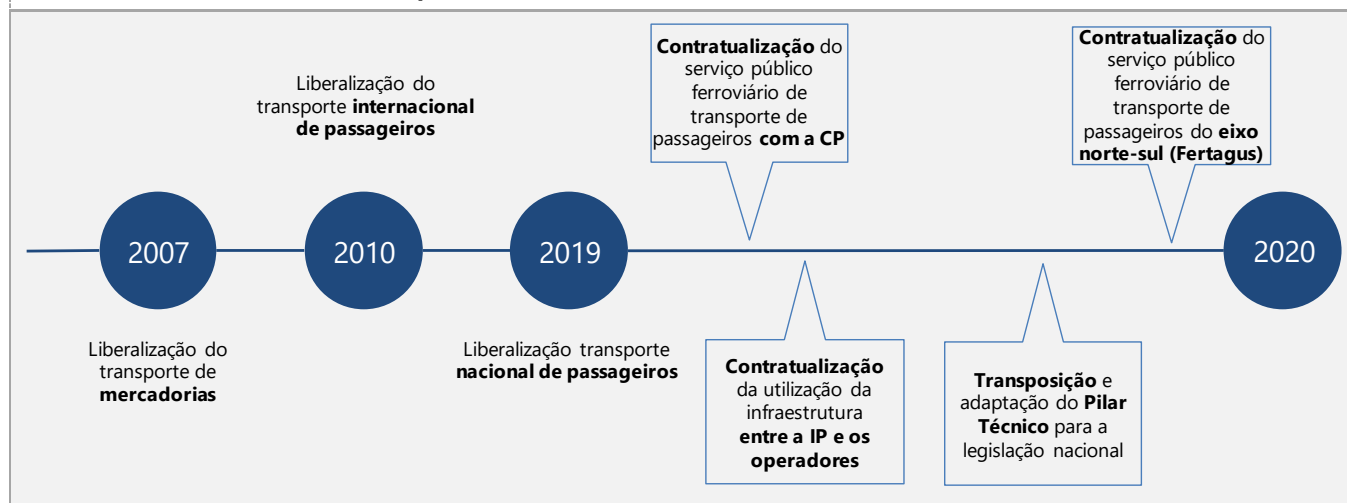 Liberalização do
transporte internacional
de passageiros
Contratualização do
serviço público
ferroviário de
transporte de
passageiros com a CP
Contratualização do
serviço público
ferroviário de
transporte de
passageiros do eixo
norte-sul (Fertagus)
2007
2010
2019
2020
Liberalização do
transporte de
mercadorias
Liberalização transporte
nacional de passageiros
Contratualização
da utilização da
infraestrutura
entre a IP e os
operadores
Transposição e
adaptação do Pilar
Técnico para a
legislação nacional